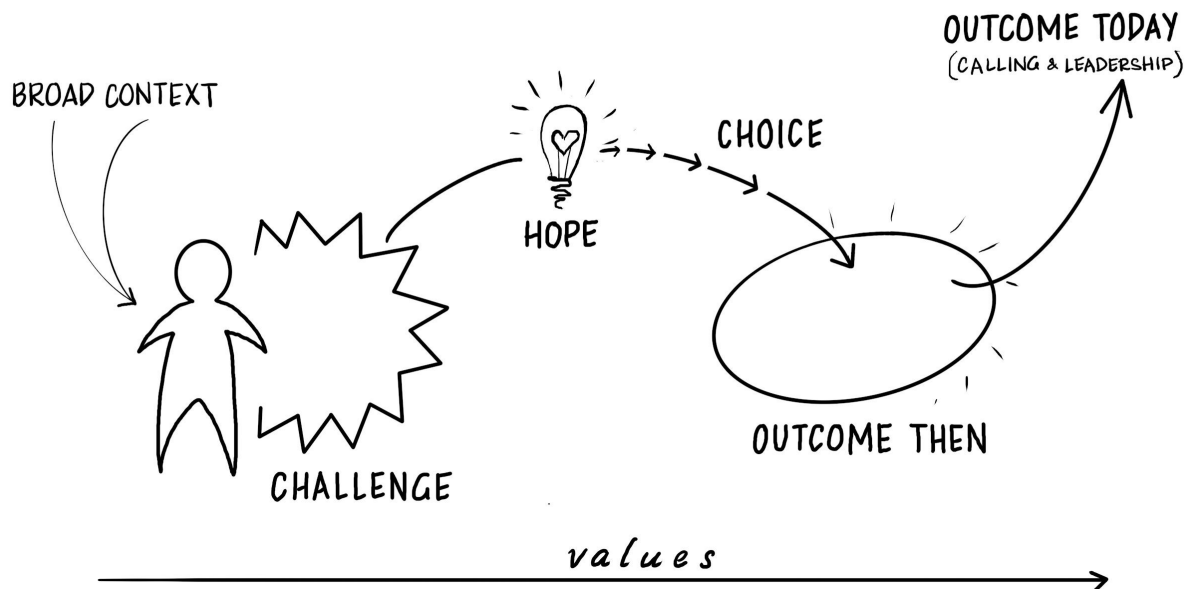 OUTCOME TODAY
(CALLING & LEADERSHIP)
BROAD CONTEXT
CHOICE
HOPE
OUTCOME THEN
CHALLENGE
values